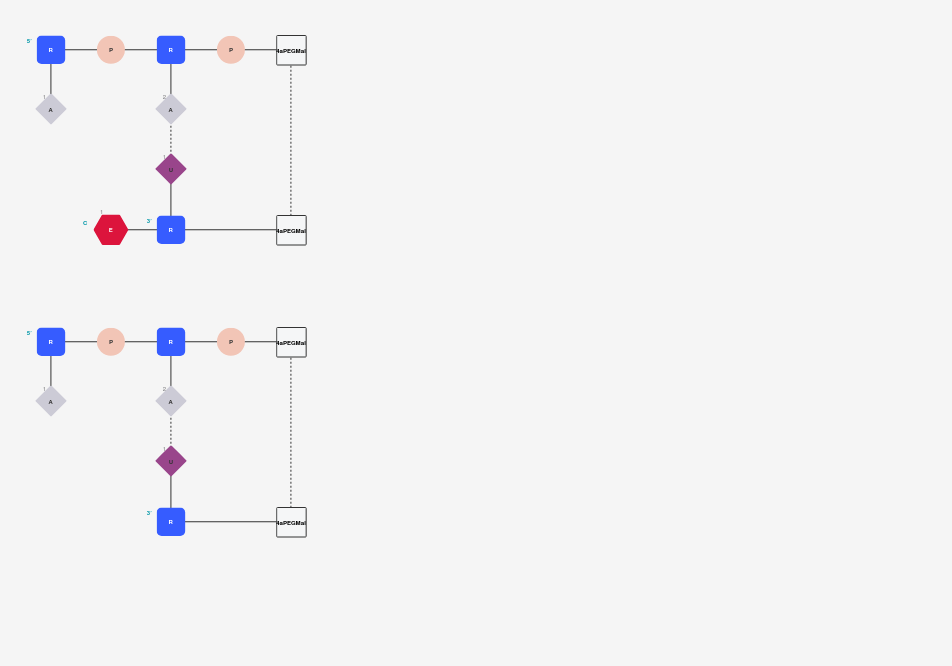 5' R P R P 4aPEGMal
1 A 2 A
1 U
C 1 E 3' R 4aPEGMal
5' R P R P 4aPEGMal
1 A 2 A
1 U
3' R 4aPEGMal